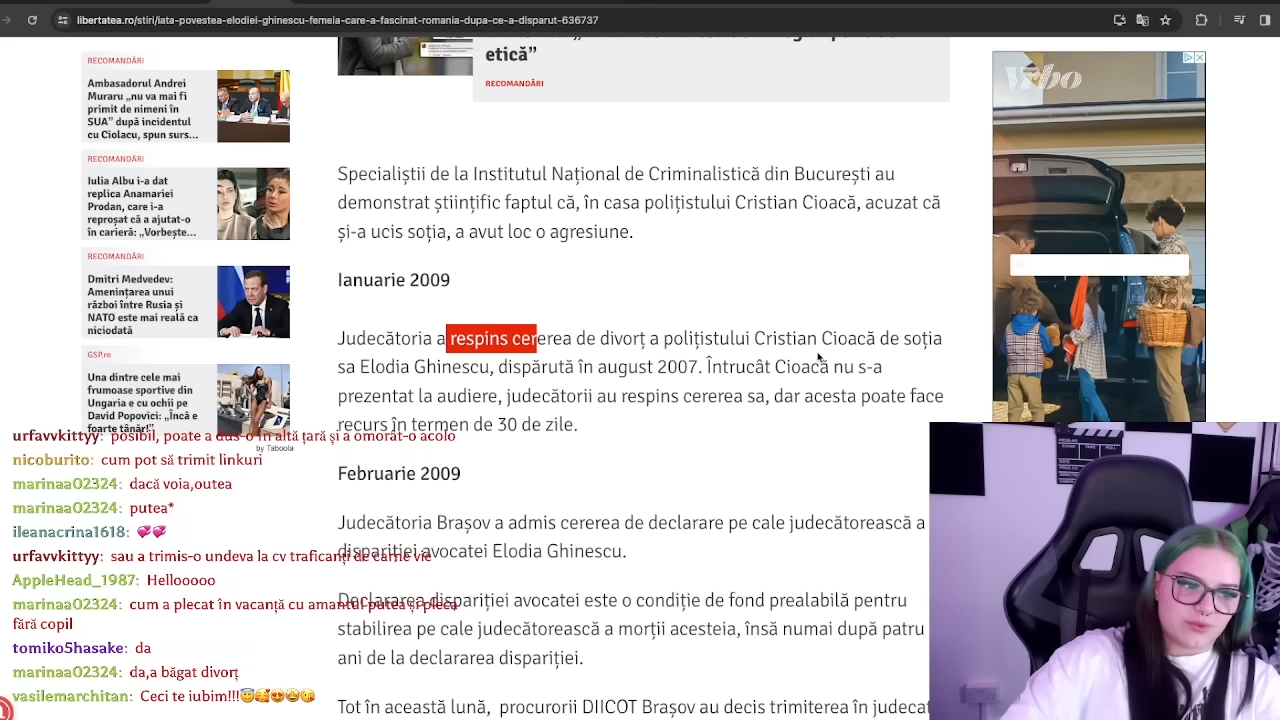 libertatea.ro/stiri/iata-povestea-elodiei-ghinescu-femeia-care-a-fascinat-romania-dupa-ce-a-disparut-636737
RECOMANDĂRI
Ambasadorul Andrei
Muraru „nu va mai fi
primit de nimeni în
SUA” după incidentul
cu Ciolacu, spun surs...
RECOMANDĂRI
Iulia Albu i-a dat
replica Anamariei
Prodan, care i-a
reproșat că a ajutat-o
în carieră: „Vorbește...
RECOMANDĂRI
Dmitri Medvedev:
Amenințarea unui
război între Rusia și
NATO este mai reală ca
niciodată
GSP.ro
Una dintre cele mai
frumoase sportive din
Ungaria e cu ochii pe
David Popovici: „Încă e
foarte tânăr!”
by Taboola
etică”
RECOMANDĂRI
Specialiștii de la Institutul Național de Criminalistică din București au
demonstrat științific faptul că, în casa polițistului Cristian Cioacă, acuzat că
și-a ucis soția, a avut loc o agresiune.
Ianuarie 2009
Judecătoria a respins cererea de divorț a polițistului Cristian Cioacă de soția
sa Elodia Ghinescu, dispărută în august 2007. Întrucât Cioacă nu s-a
prezentat la audiere, judecătorii au respins cererea sa, dar acesta poate face
recurs în termen de 30 de zile.
Februarie 2009
Judecătoria Brașov a admis cererea de declarare pe cale judecătorească a
dispariției avocatei Elodia Ghinescu.
Declararea dispariției avocatei este o condiție de fond prealabilă pentru
stabilirea pe cale judecătorească a morții acesteia, însă numai după patru
ani de la declararea dispariției.
Tot în această lună, procurorii DIICOT Brașov au decis trimiterea în judecat
Vrbo
urfavvkittyy: posibil, poate a dus-o în altă țară și a omorât-o acolo
nicoburito: cum pot să trimit linkuri
marinaa02324: dacă voia,outea
marinaa02324: putea*
ileanacrina1618: 💞💞
urfavvkittyy: sau a trimis-o undeva la cv traficanți de carne vie
AppleHead_1987: Hellooooo
marinaa02324: cum a plecat în vacanță cu amantul putea și pleca
fără copil
tomiko5hasake: da
marinaa02324: da,a băgat divorț
vasilemarchitan: Ceci te iubim!!!😇🥰😍🤩😘